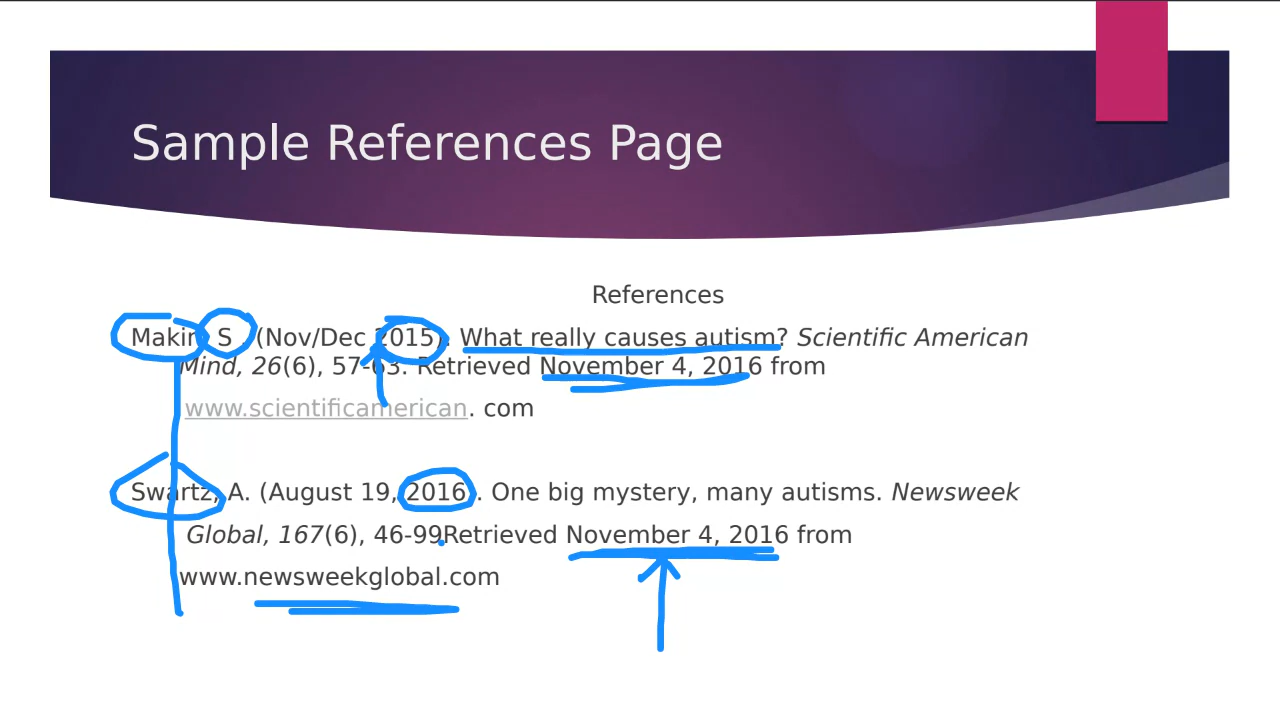 Sample References Page
References
Makin, S . (Nov/Dec 2015). What really causes autism? Scientific American
Mind, 26(6), 57-63. Retrieved November 4, 2016 from
www.scientificamerican. com
Swartz, A. (August 19, 2016). One big mystery, many autisms. Newsweek
Global, 167(6), 46-99.Retrieved November 4, 2016 from
www.newsweekglobal.com